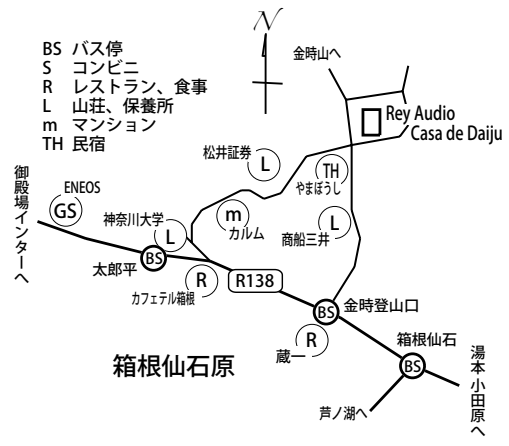 N
金時山へ
BS バス停
S コンビニ
R レストラン、食事
L 山荘、保養所
m マンション
TH 民宿
Rey Audio
Casa de Daiju
松井証券
L
TH
やまぼうし
御殿場インターへ
ENEOS
GS
神奈川大学
L
m
カルム
L
商船三井
BS
太郎平
R
カフェテル箱根
R138
BS
金時登山口
R
蔵一
箱根仙石
BS
箱根仙石原
芦ノ湖へ
湯本 小田原へ